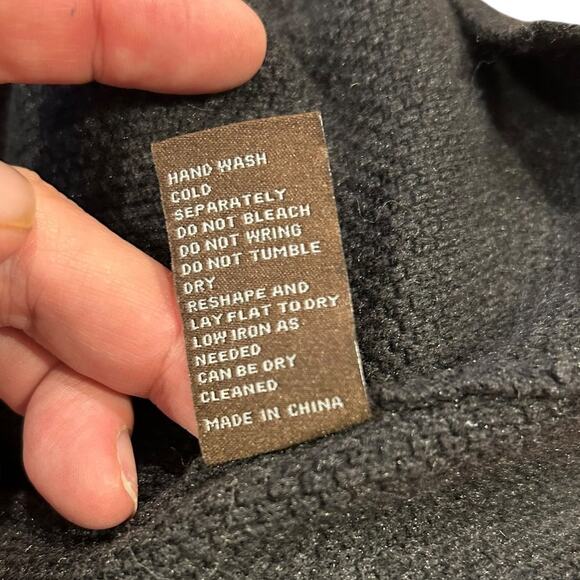 HAND WASH
COLD
SEPARATELY
DO NOT BLEACH
DO NOT WRING
DO NOT TUMBLE
DRY
RESHAPE AND
LAY FLAT TO DRY
LOW IRON AS
NEEDED
CAN BE DRY
CLEANED
MADE IN CHINA